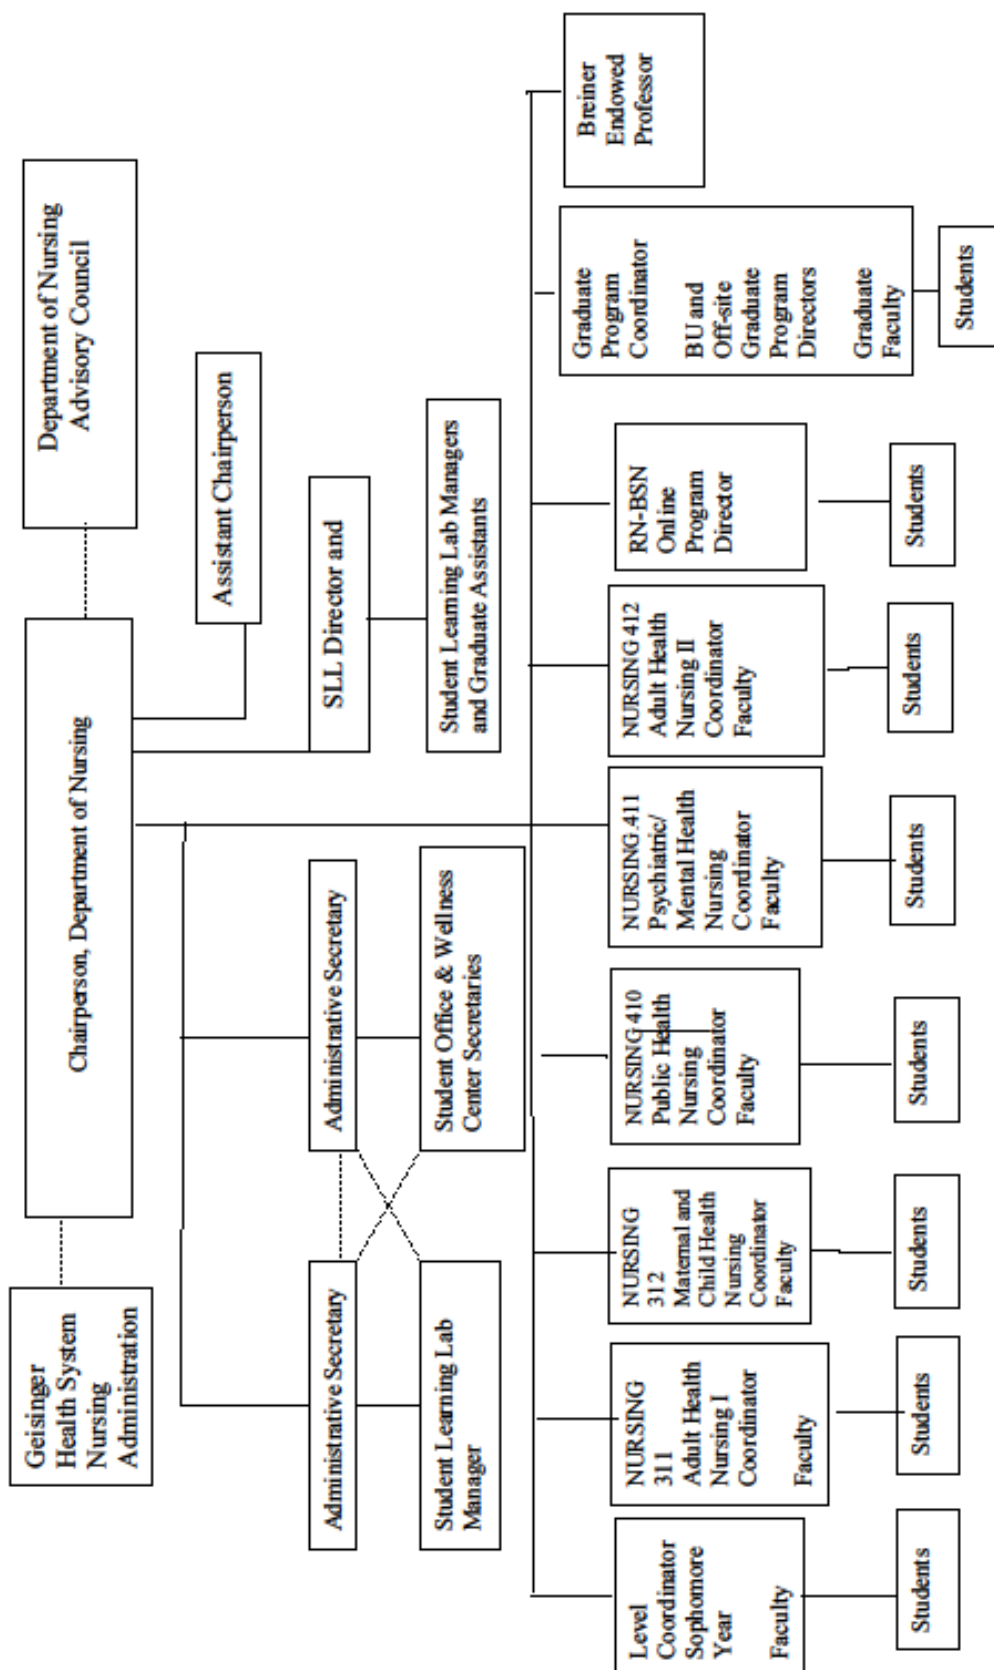 Geisinger
Health System
Nursing
Administration
Chairperson, Department of Nursing
Department of Nursing
Advisory Council
Assistant Chairperson
Administrative Secretary
Administrative Secretary
SLL Director and
Student Learning Lab
Manager
Student Office & Wellness
Center Secretaries
Student Learning Lab Managers
and Graduate Assistants
Level
Coordinator
Sophomore
Year
Faculty
NURSING
311
Adult Health
Nursing I
Coordinator
Faculty
NURSING
312
Maternal and
Child Health
Nursing
Coordinator
Faculty
NURSING 410
Public Health
Nursing
Coordinator
Faculty
NURSING.411
Psychiatric/
Mental Health
Nursing
Coordinator
Faculty
NURSING 412
Adult Health
Nursing II
Coordinator
Faculty
RN-BSN
Online
Program
Director
Graduate
Program
Coordinator
BU and
Off-site
Graduate
Program
Directors
Graduate
Faculty
Breiner
Endowed
Professor
Students
Students
Students
Students
Students
Students
Students
Students